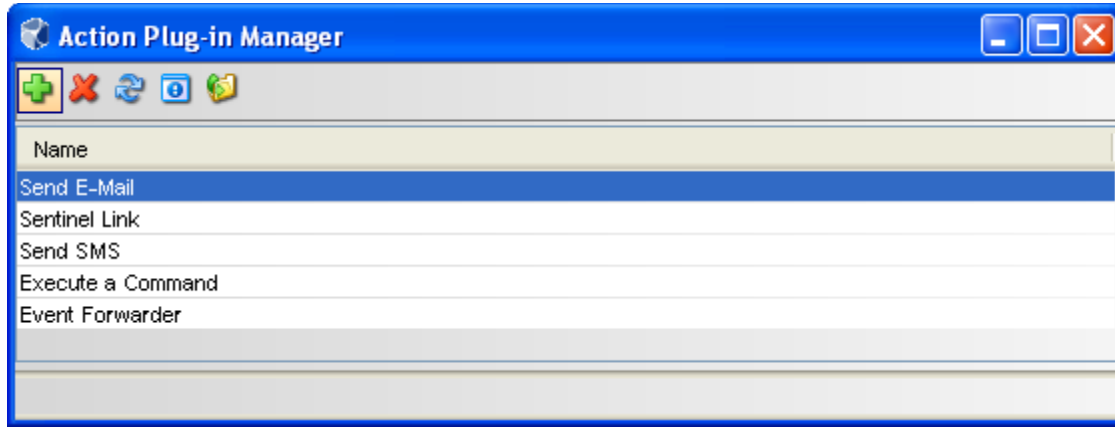 Action Plug-in Manager
Name
Send E-Mail
Sentinel Link
Send SMS
Execute a Command
Event Forwarder